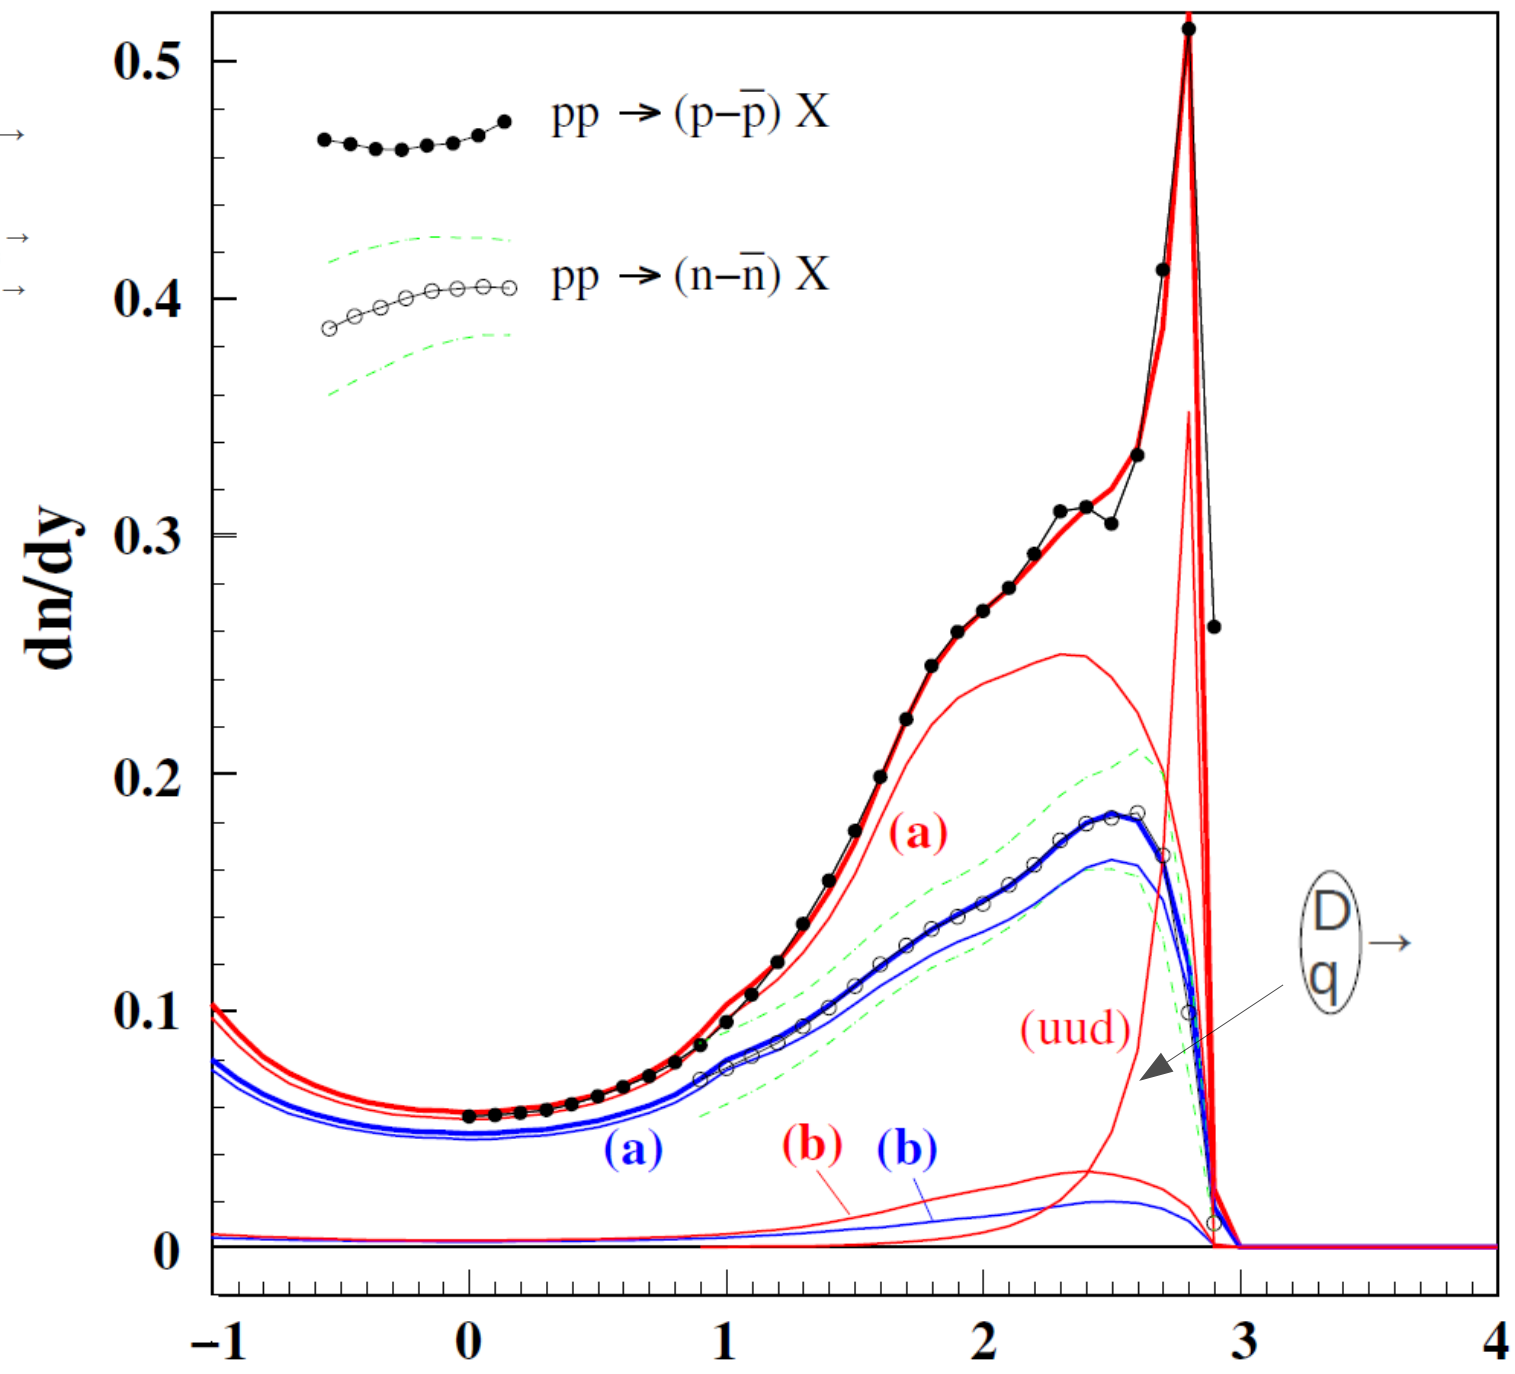 0.5
0.4
0.3
0.2
0.1
0
dn/dy
→
→
→
pp → (p−p̅) X
pp → (n−n̅) X
(a)
(uud)
D
q →
(a)
(b)
(b)
−1 0 1 2 3 4